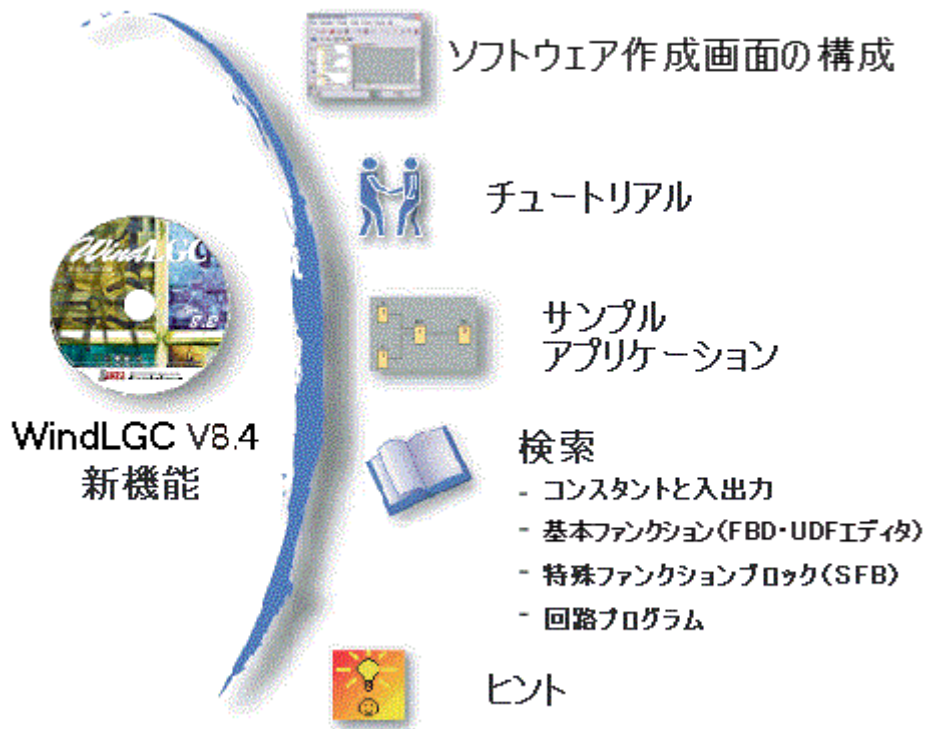 ソフトウェア作成画面の構成
チュートリアル
WindLGC
サンプル
アプリケーション
WindLGC V8.4
新機能
検索
- コンスタントと入出力
- 基本ファンクション(FBD・UDFエディタ)
- 特殊ファンクションブロック(SFB)
- 回路プログラム
ヒント